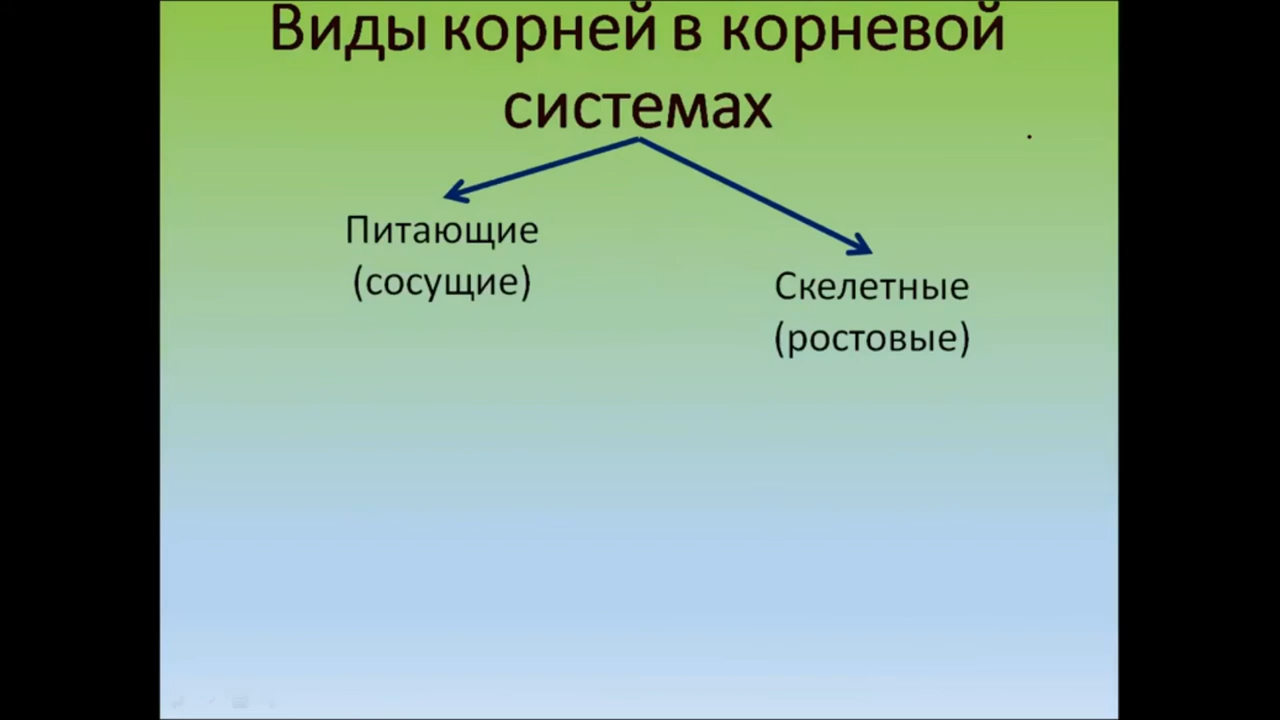 Виды корней в корневой
системах
Питающие
(сосущие)
Скелетные
(ростовые)